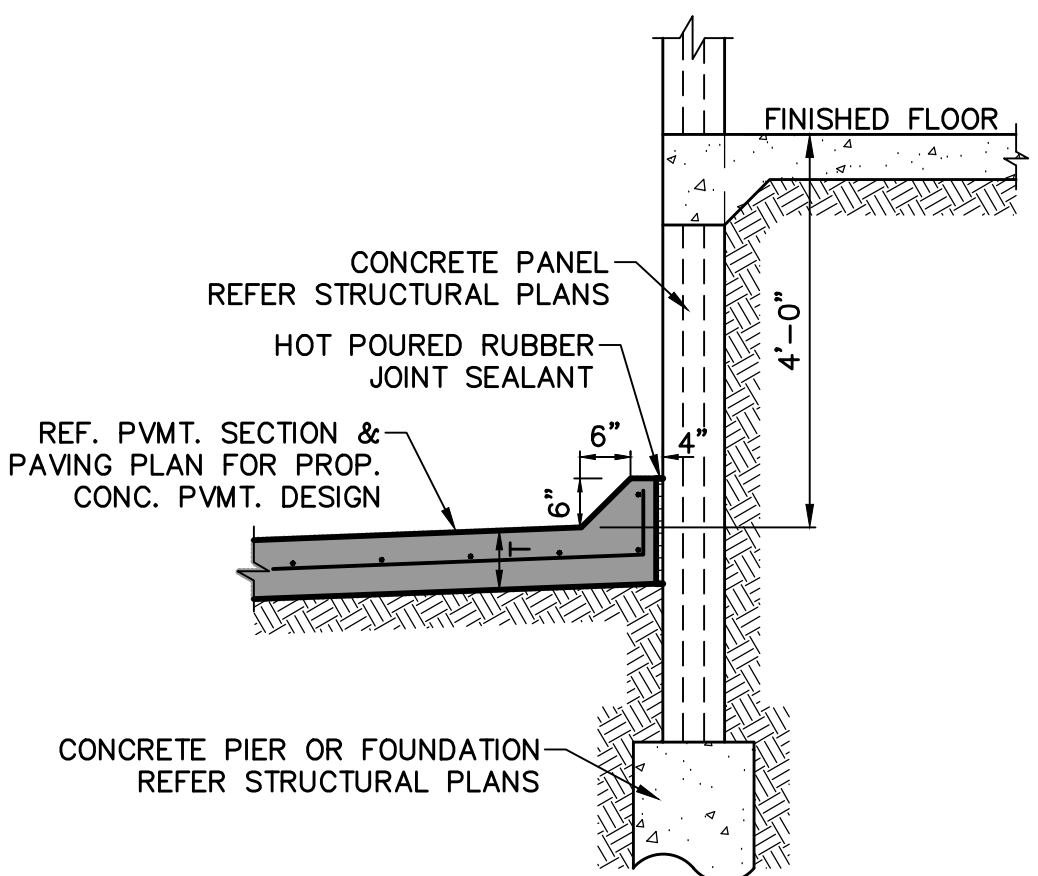 FINISHED FLOOR
CONCRETE PANEL
REFER STRUCTURAL PLANS
4'-0"
HOT POURED RUBBER
JOINT SEALANT
REF. PVMT. SECTION &
PAVING PLAN FOR PROP.
CONC. PVMT. DESIGN
6"
4"
6"
T
CONCRETE PIER OR FOUNDATION
REFER STRUCTURAL PLANS